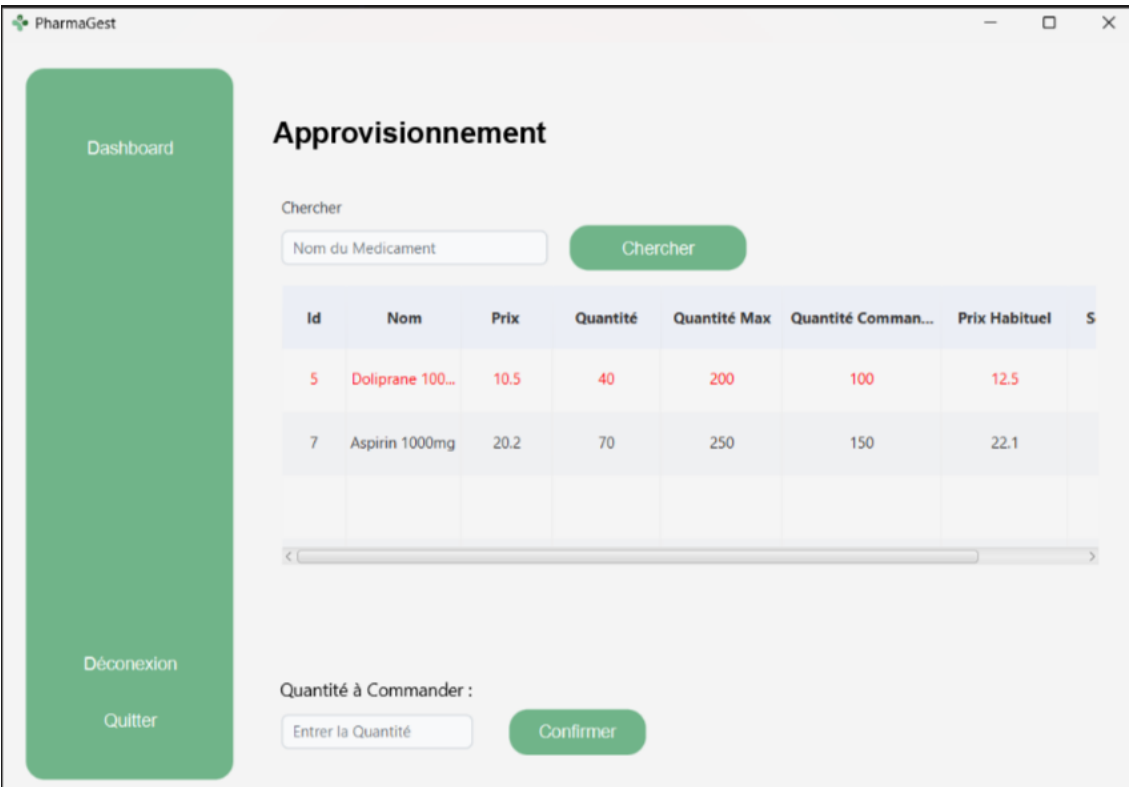 PharmaGest
Dashboard
Approvisionnement
Chercher
Nom du Medicament Chercher
Id Nom Prix Quantité Quantité Max Quantité Comman... Prix Habituel S
5 Doliprane 100... 10.5 40 200 100 12.5
7 Aspirin 1000mg 20.2 70 250 150 22.1
Déconexion
Quitter
Quantité à Commander :
Entrer la Quantité Confirmer